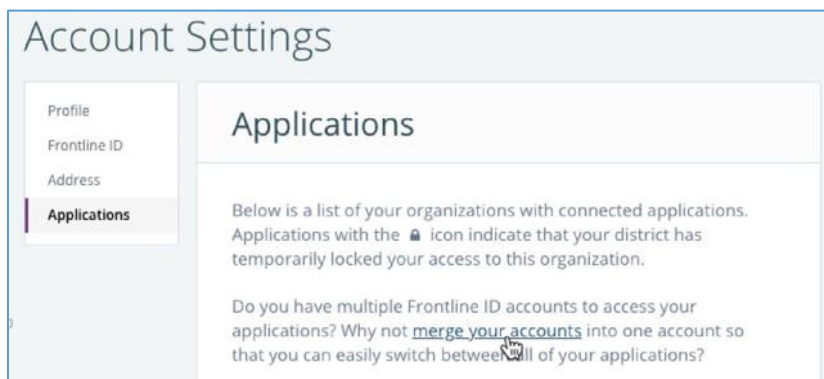 Account Settings
Profile
Frontline ID
Address
Applications
Applications
Below is a list of your organizations with connected applications.
Applications with the icon indicate that your district has
temporarily locked your access to this organization.
Do you have multiple Frontline ID accounts to access your
applications? Why not merge your accounts into one account so
that you can easily switch between all of your applications?